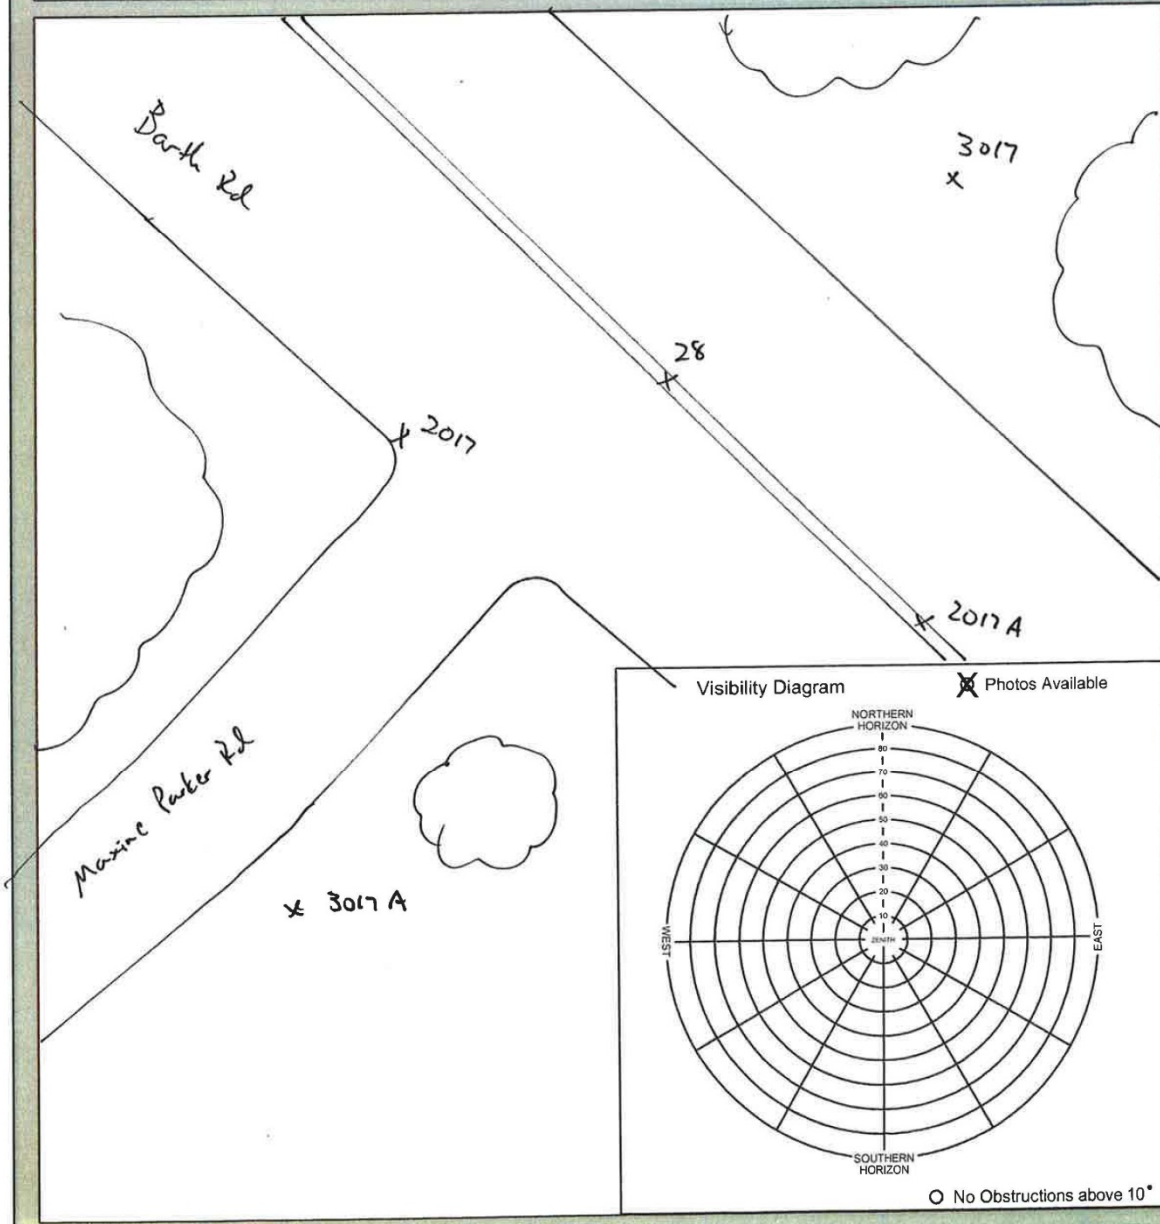 Barth Rd
3017
x
28
x
x 2017
x 2017 A
Maxine Parker Rd
x 3017 A
Visibility Diagram
Photos Available
NORTHERN
HORIZON
80
70
60
50
40
30
20
10
ZENITH
WEST
EAST
SOUTHERN
HORIZON
No Obstructions above 10°